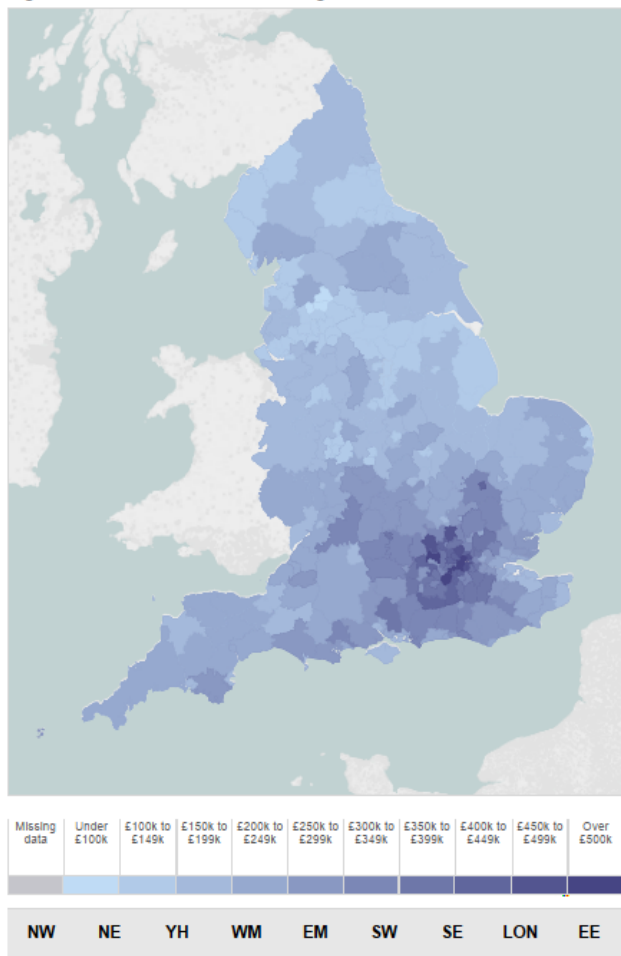 Missing data
Under £100k
£100k to £149k
£150k to £199k
£200k to £249k
£250k to £299k
£300k to £349k
£350k to £399k
£400k to £449k
£450k to £499k
Over £500k
NW NE YH WM EM SW SE LON EE